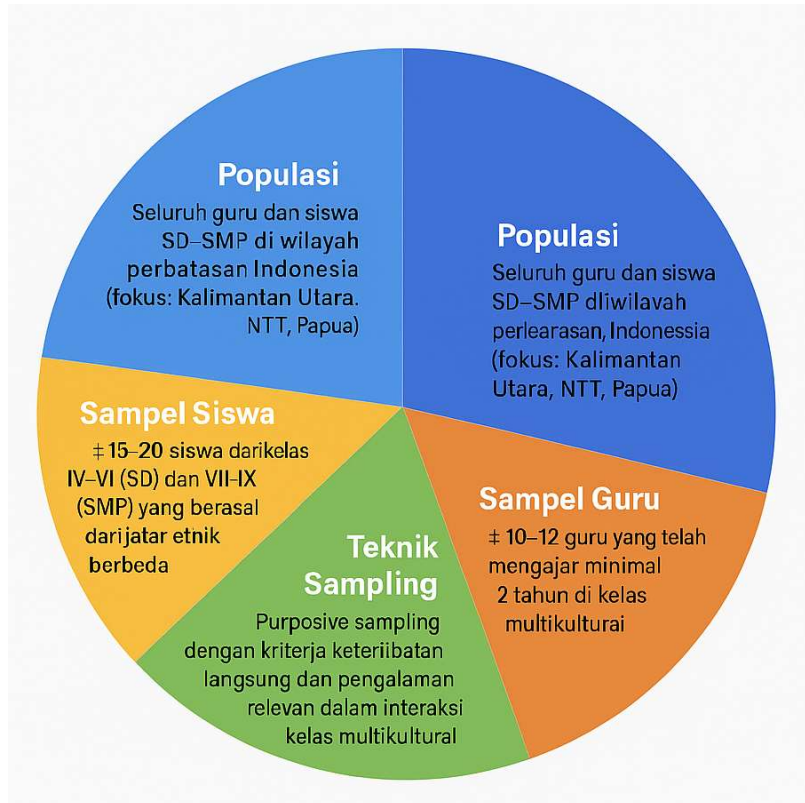 Populasi
Seluruh guru dan siswa
SD–SMP di wilayah
perbatasan Indonesia
(fokus: Kalimantan Utara.
NTT, Papua)
Populasi
Seluruh guru dan siswa
SD–SMP dliwilavah
perlearasan, Indonessia
(fokus: Kalimantan
Utara, NTT, Papua)
Sampel Siswa
‡ 15–20 siswa darikelas
IV–VI (SD) dan VII-IX
(SMP) yang berasal
darijatar etnik
berbeda
Sampel Guru
‡ 10–12 guru yang telah
mengajar minimal
2 tahun di kelas
multikulturai
Teknik
Sampling
Purposive sampling
dengan kriterja keteriibatan
langsung dan pengalaman
relevan dalam interaksi
kelas multikultural